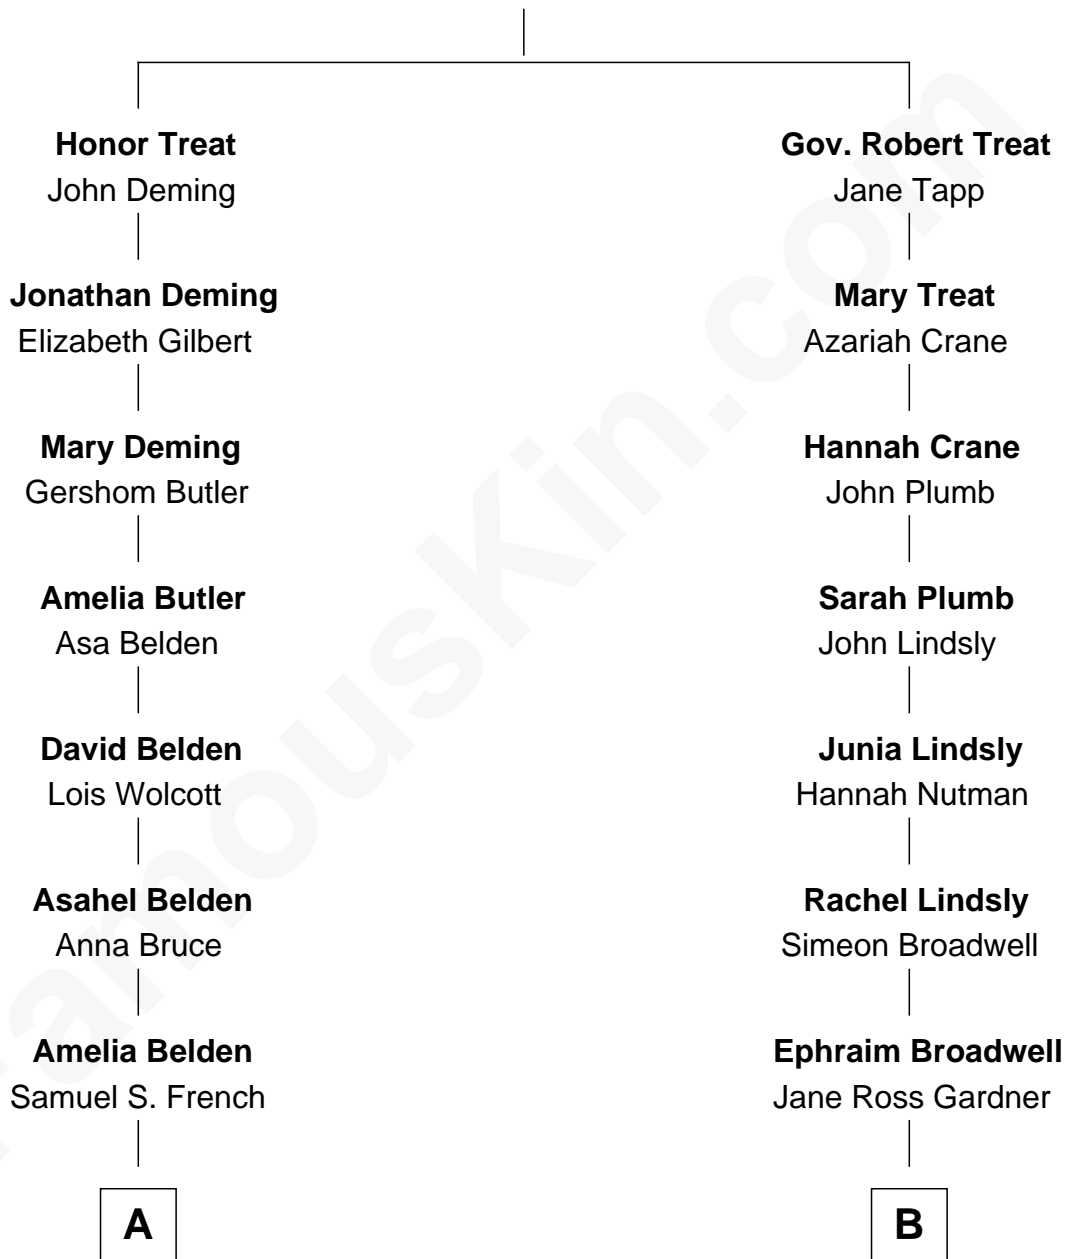 Honor Treat
John Deming
Gov. Robert Treat
Jane Tapp
Jonathan Deming
Elizabeth Gilbert
Mary Treat
Azariah Crane
Mary Deming
Gershom Butler
Hannah Crane
John Plumb
Amelia Butler
Asa Belden
Sarah Plumb
John Lindsly
David Belden
Lois Wolcott
Junia Lindsly
Hannah Nutman
Asahel Belden
Anna Bruce
Rachel Lindsly
Simeon Broadwell
Amelia Belden
Samuel S. French
Ephraim Broadwell
Jane Ross Gardner
A
B
FamousKin.com